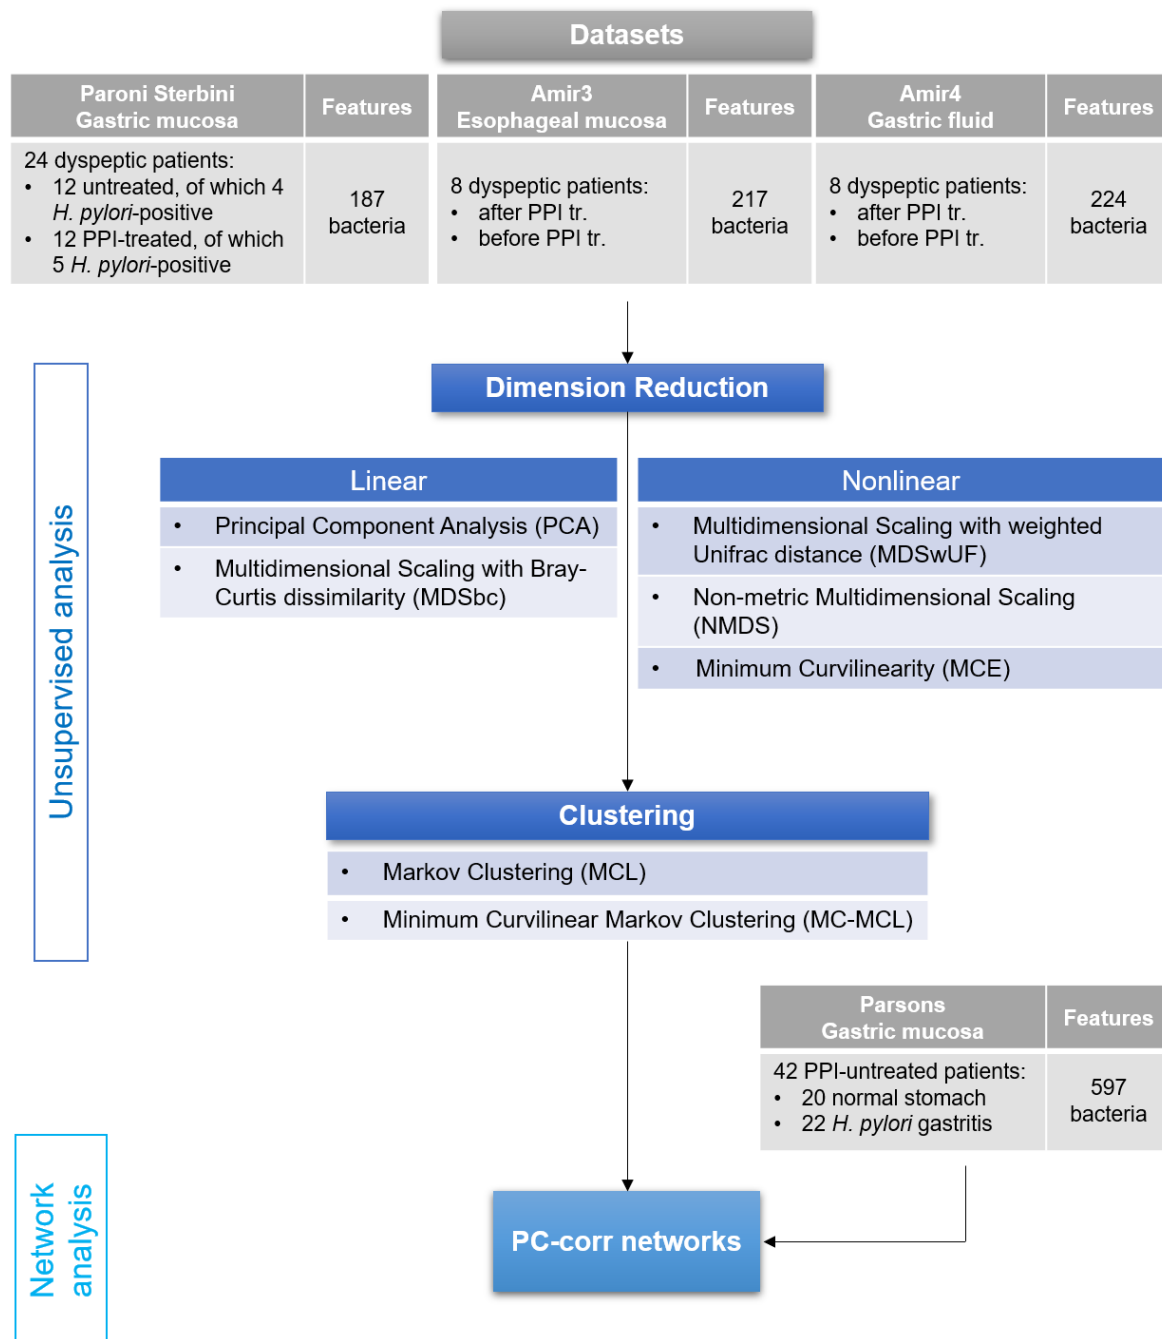 Datasets
Paroni Sterbini
Gastric mucosa
Features
24 dyspeptic patients:
• 12 untreated, of which 4
H. pylori-positive
• 12 PPI-treated, of which
5 H. pylori-positive
187
bacteria
Amir3
Esophageal mucosa
Features
8 dyspeptic patients:
• after PPI tr.
• before PPI tr.
217
bacteria
Amir4
Gastric fluid
Features
8 dyspeptic patients:
• after PPI tr.
• before PPI tr.
224
bacteria
Unsupervised analysis
Dimension Reduction
Linear
• Principal Component Analysis (PCA)
• Multidimensional Scaling with Bray-
Curtis dissimilarity (MDSbc)
Nonlinear
• Multidimensional Scaling with weighted
Unifrac distance (MDSwUF)
• Non-metric Multidimensional Scaling
(NMDS)
• Minimum Curvilinearity (MCE)
Clustering
• Markov Clustering (MCL)
• Minimum Curvilinear Markov Clustering (MC-MCL)
Parsons
Gastric mucosa
Features
42 PPI-untreated patients:
• 20 normal stomach
• 22 H. pylori gastritis
597
bacteria
Network
analysis
PC-corr networks